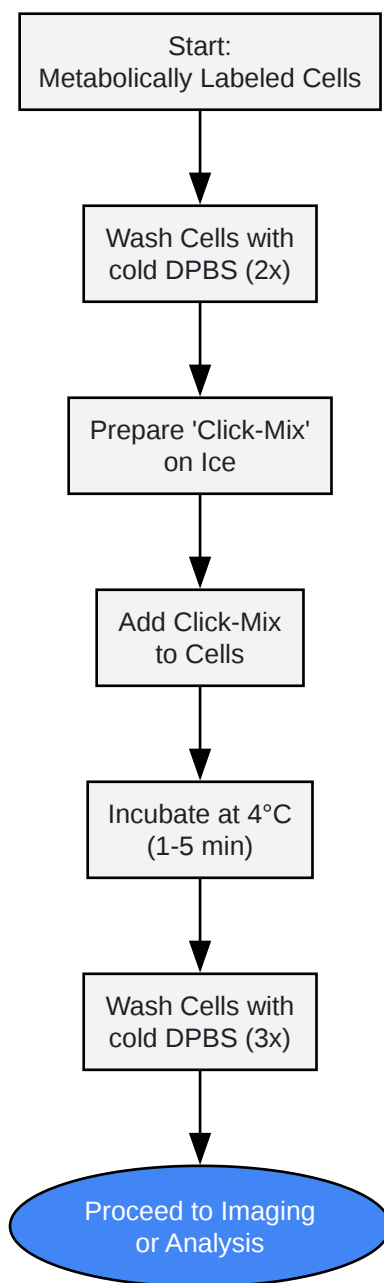 Start:
Metabolically Labeled Cells
Wash Cells with
cold DPBS (2x)
Prepare 'Click-Mix'
on Ice
Add Click-Mix
to Cells
Incubate at 4°C
(1-5 min)
Wash Cells with
cold DPBS (3x)
Proceed to Imaging
or Analysis